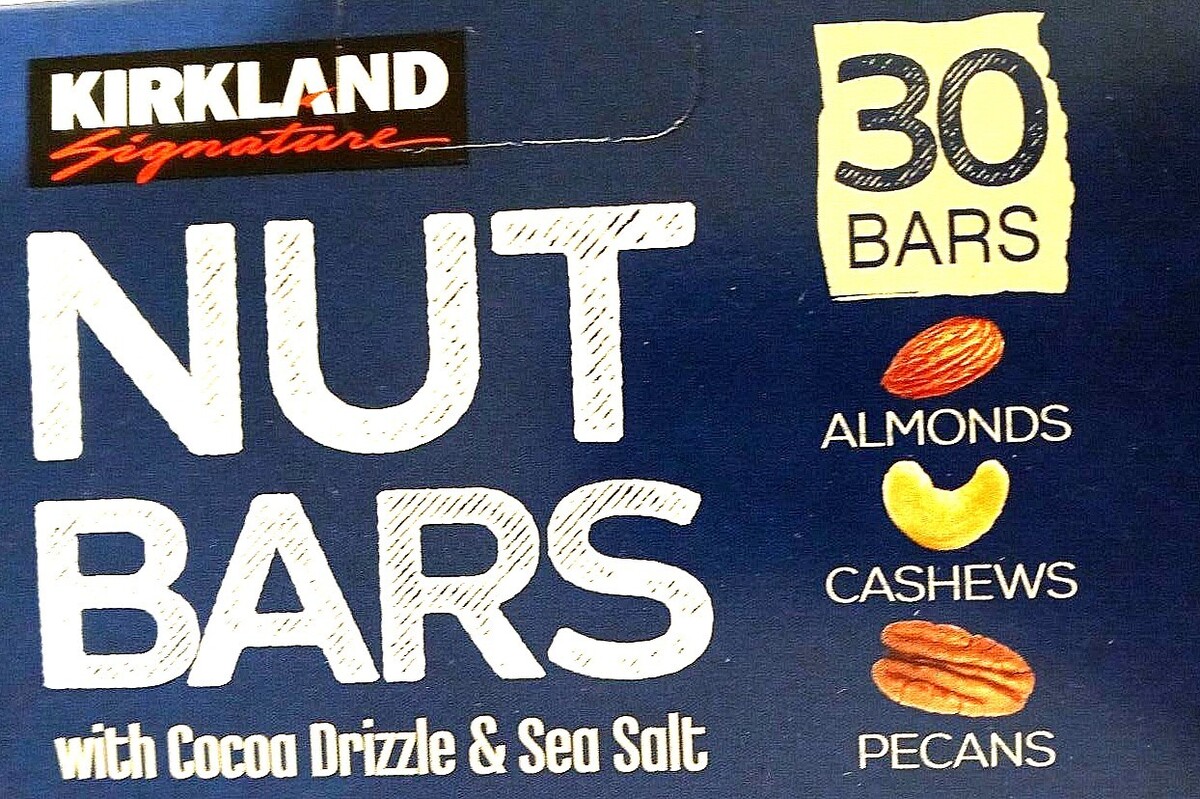 KIRKLAND
Signature
NUT
BARS
with Cocoa Drizzle & Sea Salt
30
BARS
ALMONDS
CASHEWS
PECANS